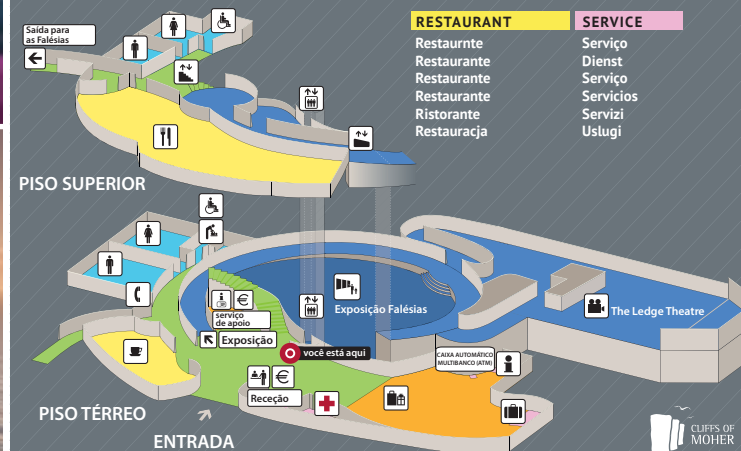 Saída para
as Falésias
RESTAURANT
SERVICE
Restaurnte
Serviço
Restaurante
Dienst
Restaurante
Serviço
Restaurante
Servicios
Ristorante
Servizi
Restauracja
Uslugi
PISO SUPERIOR
serviço
de apoio
Exposição
Exposição Falésias
The Ledge Theatre
você está aqui
CAIXA AUTOMÁTICO
MULTIBANCO (ATM)
Receção
PISO TÉRREO
ENTRADA
CLIFFS OF
MOHER